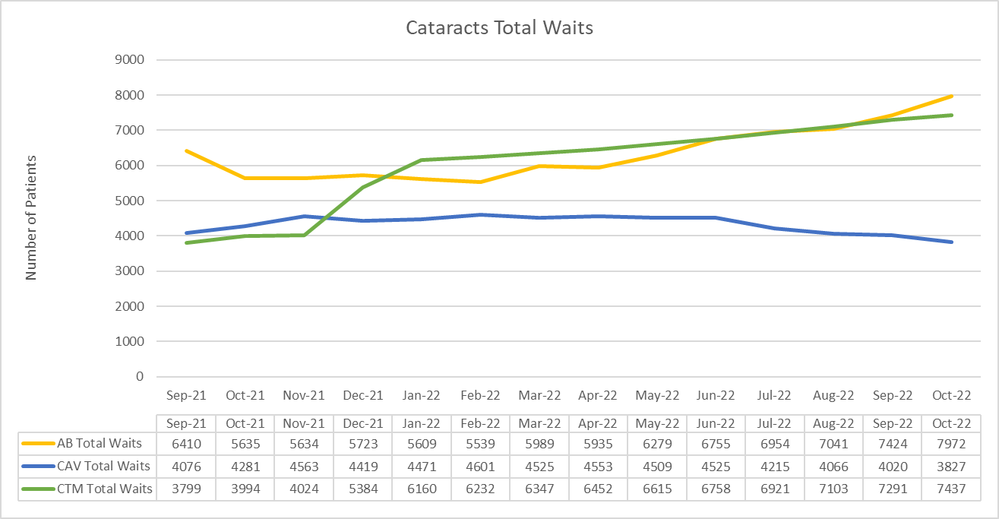 Cataracts Total Waits
9000
8000
7000
6000
5000
4000
3000
2000
1000
0
Number of Patients
Sep-21 Oct-21 Nov-21 Dec-21 Jan-22 Feb-22 Mar-22 Apr-22 May-22 Jun-22 Jul-22 Aug-22 Sep-22 Oct-22
Sep-21 Oct-21 Nov-21 Dec-21 Jan-22 Feb-22 Mar-22 Apr-22 May-22 Jun-22 Jul-22 Aug-22 Sep-22 Oct-22
AB Total Waits 6410 5635 5634 5723 5609 5539 5989 5935 6279 6755 6954 7041 7424 7972
CAV Total Waits 4076 4281 4563 4419 4471 4601 4525 4553 4509 4525 4215 4066 4020 3827
CTM Total Waits 3799 3994 4024 5384 6160 6232 6347 6452 6615 6758 6921 7103 7291 7437